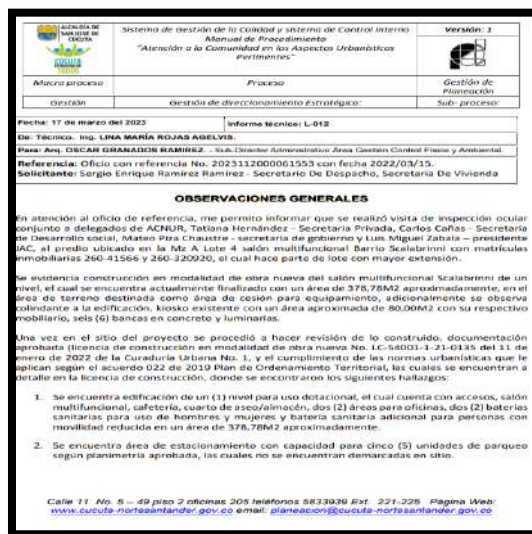 ALCALDÍA DE
SAN JOSÉ DE
CÚCUTA
Sistema de Gestión de la Calidad y sistema de Control Interno
Manual de Procedimiento
"Atención a la Comunidad en los Aspectos Urbanísticos
Pertinentes"
Versión: 1
Macro proceso
Proceso
Gestión de
Planeación
Gestión
Gestión de direccionamiento Estratégico:
Sub- proceso:
Fecha: 17 de marzo del 2023
Informe técnico: L-012
De: Técnico. Ing. LINA MARÍA ROJAS AGELVIS.
Para: Arq. OSCAR GRANADOS RAMIREZ. - Sub-Director Administrativo Área Gestión Control Físico y Ambiental.
Referencia: Oficio con referencia No. 2023112000061553 con fecha 2022/03/15.
Solicitante: Sergio Enrique Ramírez Ramírez - Secretario De Despacho, Secretaria De Vivienda
OBSERVACIONES GENERALES
En atención al oficio de referencia, me permito informar que se realizó visita de inspección ocular
conjunto a delegados de ACNUR, Tatiana Hernández - Secretaria Privada, Carlos Cañas - Secretaria
de Desarrollo social, Mateo Piza Chaustre - secretaria de gobierno y Luis Miguel Zabala – presidente
JAC, al predio ubicado en la Mz A Lote 4 salón multifuncional Barrio Scalabrini con matrículas
inmobiliarias 260-41566 y 260-320920, el cual hace parte de lote con mayor extensión.
Se evidencia construcción en modalidad de obra nueva del salón multifuncional Scalabrinni de un
nivel, el cual se encuentra actualmente finalizado con un área de 378,78M2 aproximadamente, en el
área de terreno destinada como área de cesión para equipamiento, adicionalmente se observa
colindante a la edificación, kiosko existente con un área aproximada de 80,00M2 con su respectivo
mobiliario, seis (6) bancas en concreto y luminarias.
Una vez en el sitio del proyecto se procedió a hacer revisión de lo construido, documentación
aprobada (licencia de construcción en modalidad de obra nueva No. LC-54001-1-21-0135 del 11 de
enero de 2022 de la Curaduría Urbana No. 1, y el cumplimiento de las normas urbanísticas que le
aplican según el acuerdo 022 de 2019 Plan de Ordenamiento Territorial, las cuales se encuentran a
detalle en la licencia de construcción, donde se encontraron los siguientes hallazgos:
1. Se encuentra edificación de un (1) nivel para uso dotacional, el cual cuenta con accesos, salón
multifuncional, cafetería, cuarto de aseo/almacén, dos (2) áreas para oficinas, dos (2) baterías
sanitarias para uso de hombres y mujeres y batería sanitaria adicional para personas con
movilidad reducida en un área de 378,78M2 aproximadamente.
2. Se encuentra área de estacionamiento con capacidad para cinco (5) unidades de parqueo
según planimetría aprobada, las cuales no se encuentran demarcadas en sitio.
Calle 11 No. 5 – 49 piso 2 oficinas 205 teléfonos 5833939 Ext. 221-225 Página Web:
www.cucuta-nortesantander.gov.co email: planeacion@cucuta-nortesantander.gov.co